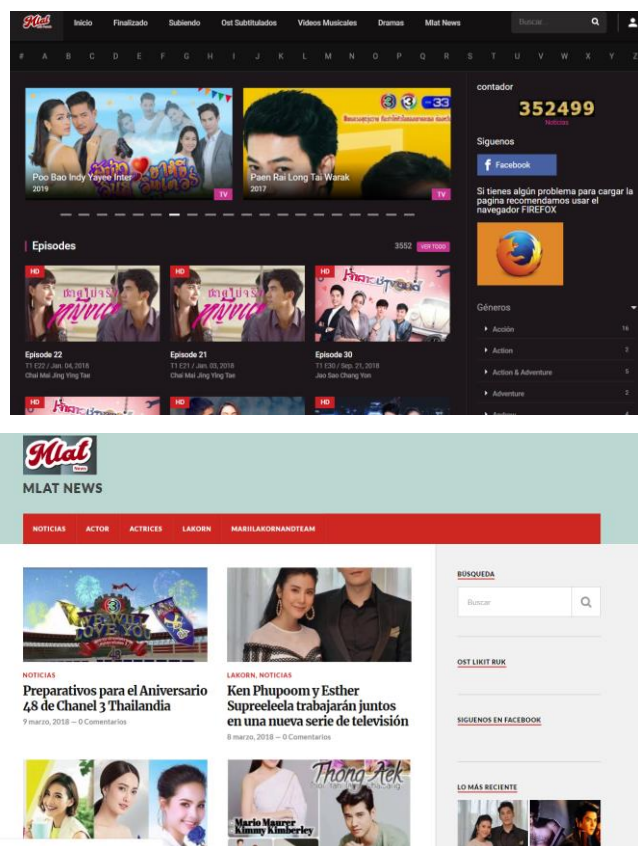 Mlat
Inicio
Finalizado
Subiendo
Ost Subtitulados
Videos Musicales
Dramas
Mlat News
Buscar...
# A B C D E F G H I J K L M N O P Q R S T U V W X Y Z
Poo Bao Indy Yayee Inter
2019
TV
33
Paen Rai Long Tai Warak
2017
TV
contador
352499
Noticias
Siguenos
Facebook
Si tienes algún problema para cargar la
pagina recomendamos usar el
navegador FIREFOX
Episodes
3552
VER TODO
HD
HD
HD
Episode 22
T1 E22 / Jan. 04, 2018
Chai Mai Jing Ying Tae
Episode 21
T1 E21 / Jan. 03, 2018
Chai Mai Jing Ying Tae
Episode 30
T1 E30 / Sep. 21, 2018
Jao Sao Chang Yon
HD
HD
HD
Géneros
Acción 16
Action 2
Action & Adventure 5
Adventure 2
Mlat
News
MLAT NEWS
NOTICIAS
ACTOR
ACTRICES
LAKORN
MARIILAKORNANDTEAM
NOTICIAS
Preparativos para el Aniversario
48 de Chanel 3 Thailandia
9 marzo, 2018 — 0 Comentarios
LAKORN, NOTICIAS
Ken Phupoom y Esther
Supreeleela trabajarán juntos
en una nueva serie de televisión
8 marzo, 2018 — 0 Comentarios
Thong Aek
Mario Maurer
Kimmy Kimberley
BÚSQUEDA
Buscar
OST LIKIT RUK
SIGUENOS EN FACEBOOK
LO MÁS RECIENTE